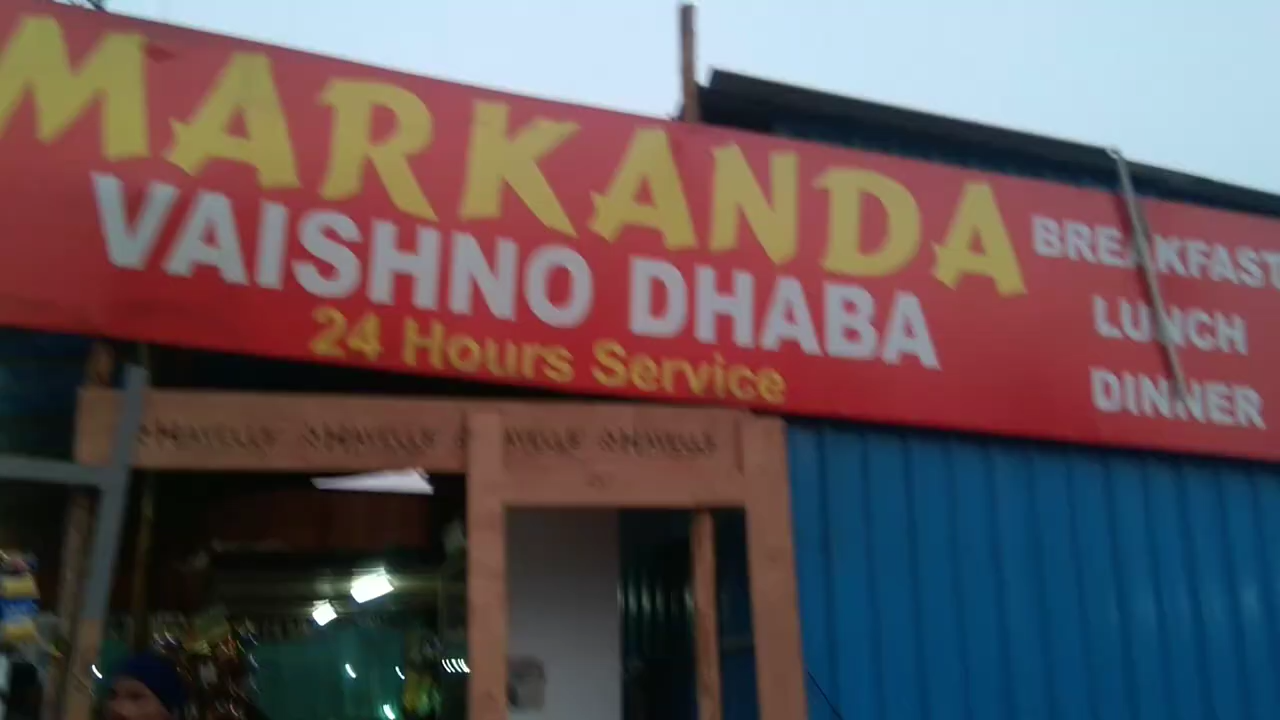 MARKANDA
VAISHNO DHABA
24 Hours Service
BREAKFAST
LUNCH
DINNER